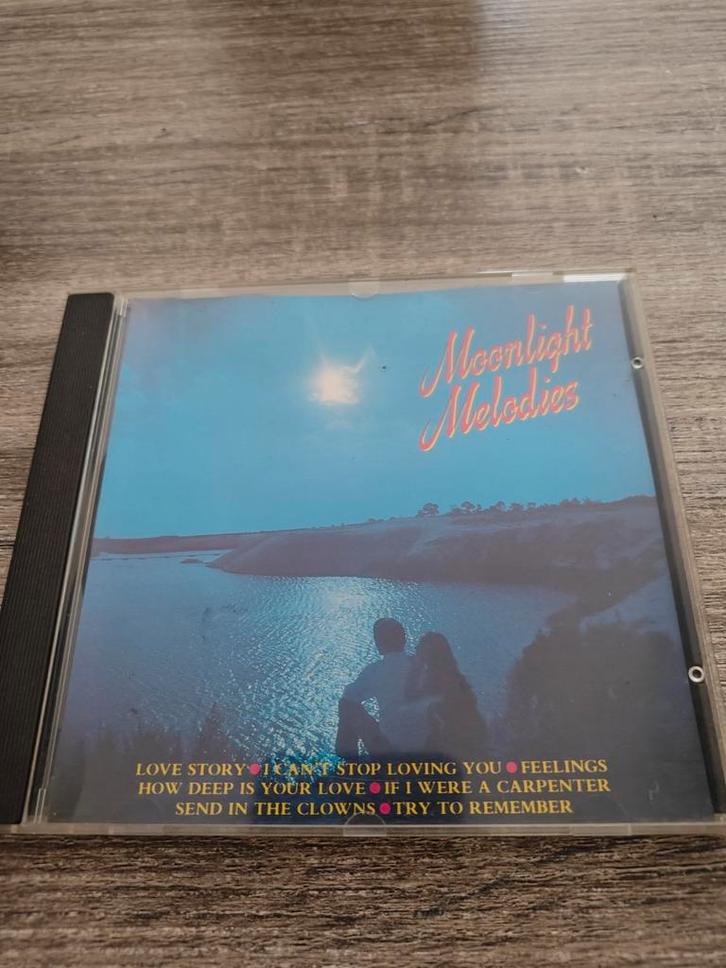 Moonlight
Melodies
LOVE STORY • I CAN'T STOP LOVING YOU • FEELINGS
HOW DEEP IS YOUR LOVE • IF I WERE A CARPENTER
SEND IN THE CLOWNS • TRY TO REMEMBER